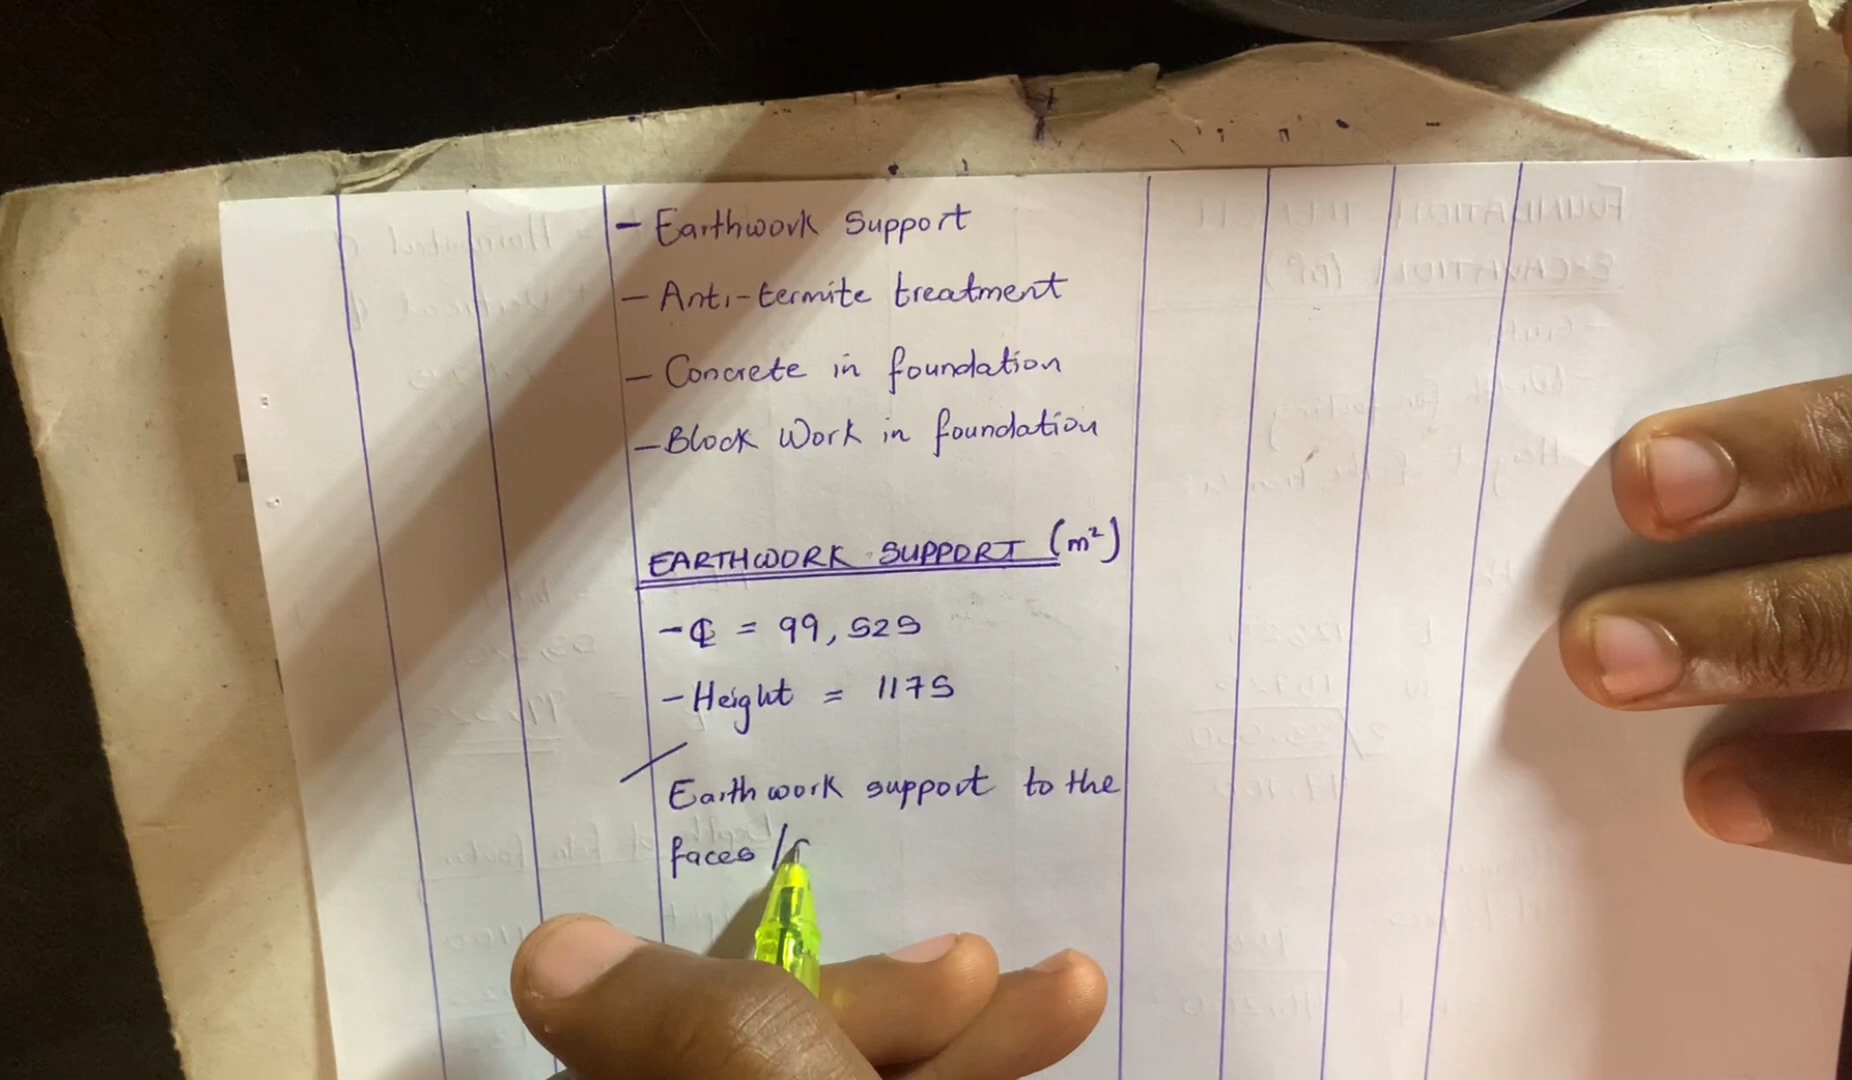 - Earthwork Support
- Anti-termite treatment
- Concrete in foundation
- Block Work in foundation
EARTHWORK SUPPORT (m²)
- ℄ = 99,525
- Height = 1175
Earthwork support to the
faces /